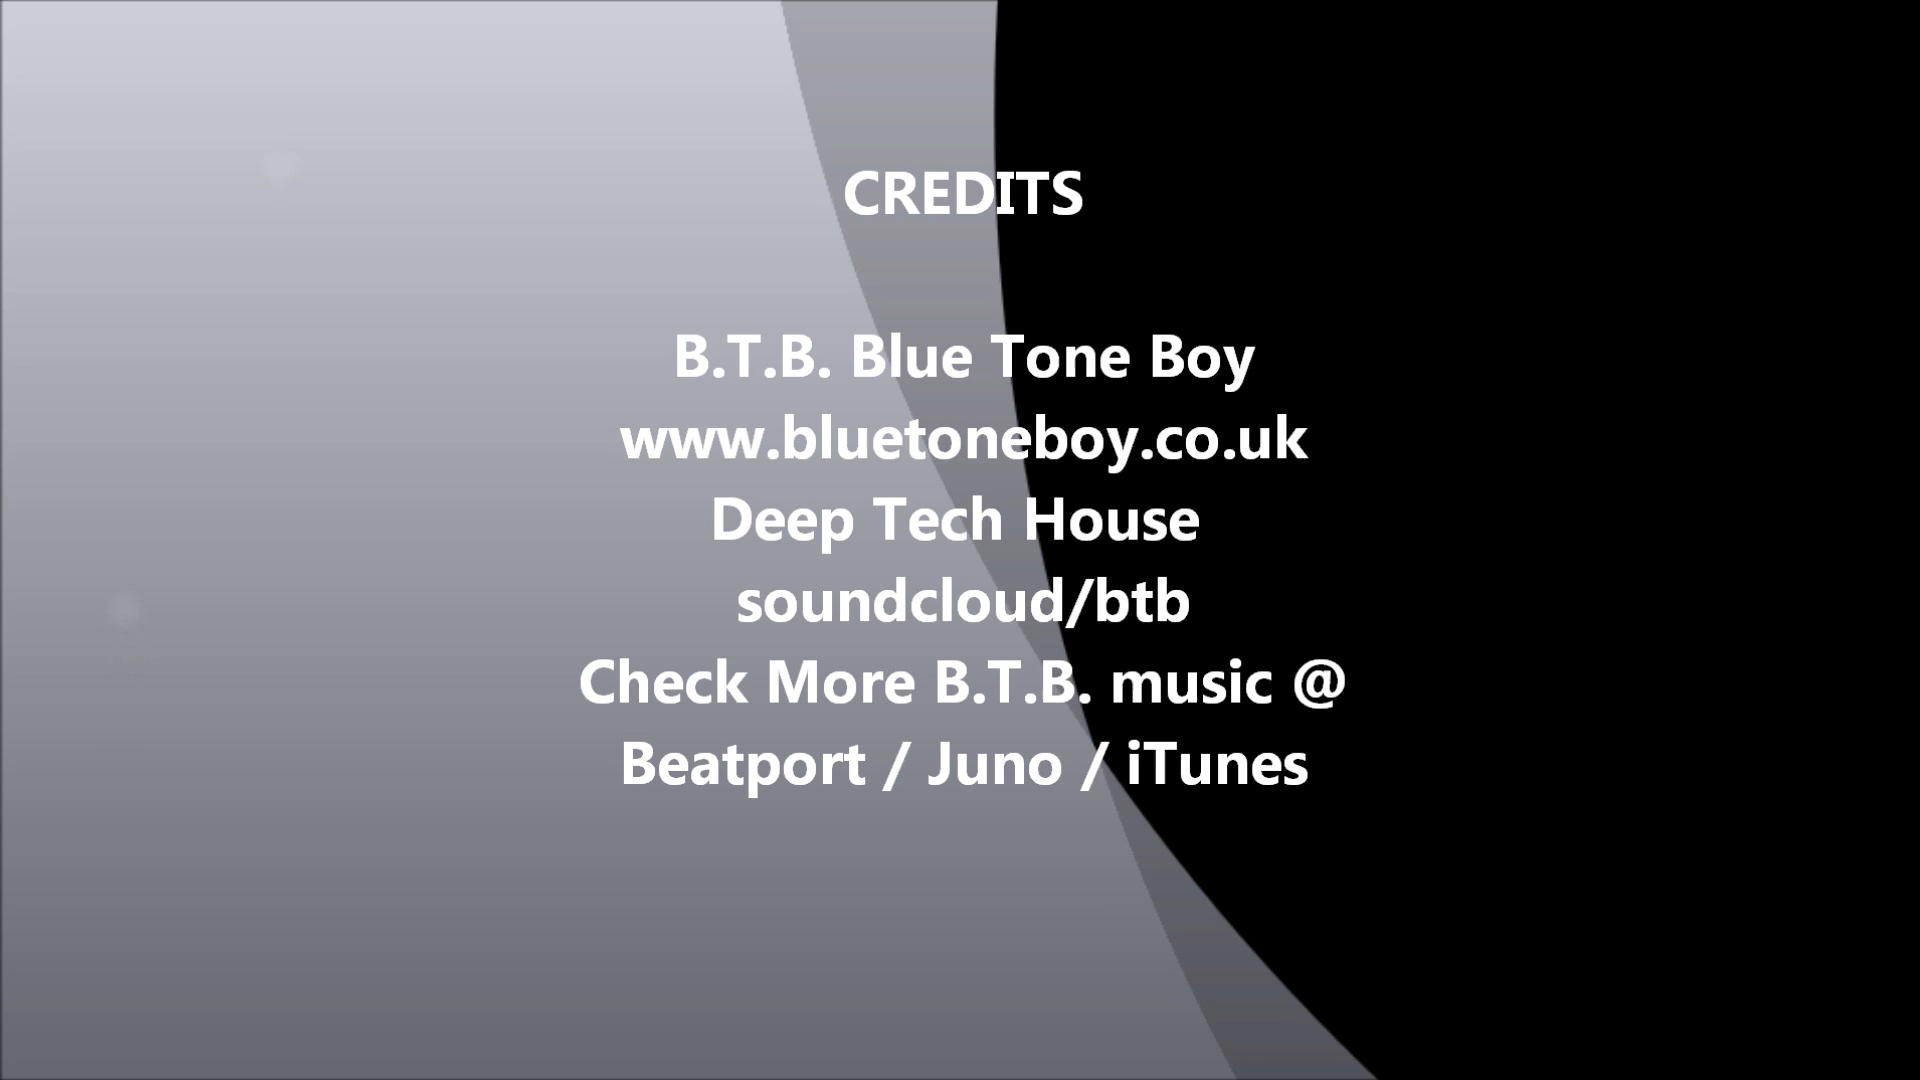 CREDITS
B.T.B. Blue Tone Boy
www.bluetoneboy.co.uk
Deep Tech House
soundcloud/btb
Check More B.T.B. music @
Beatport / Juno / iTunes